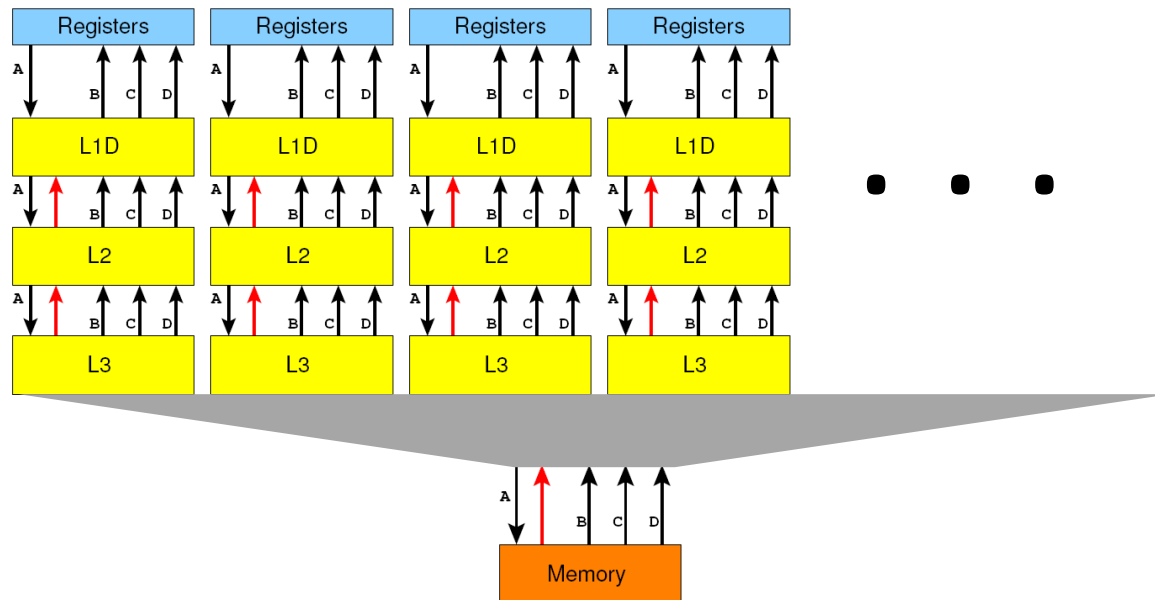 Registers Registers Registers Registers
A A A A
B C D B C D B C D B C D
L1D L1D L1D L1D
A A A A
B C D B C D B C D B C D
L2 L2 L2 L2
A A A A
B C D B C D B C D B C D
L3 L3 L3 L3
A
B C D
Memory